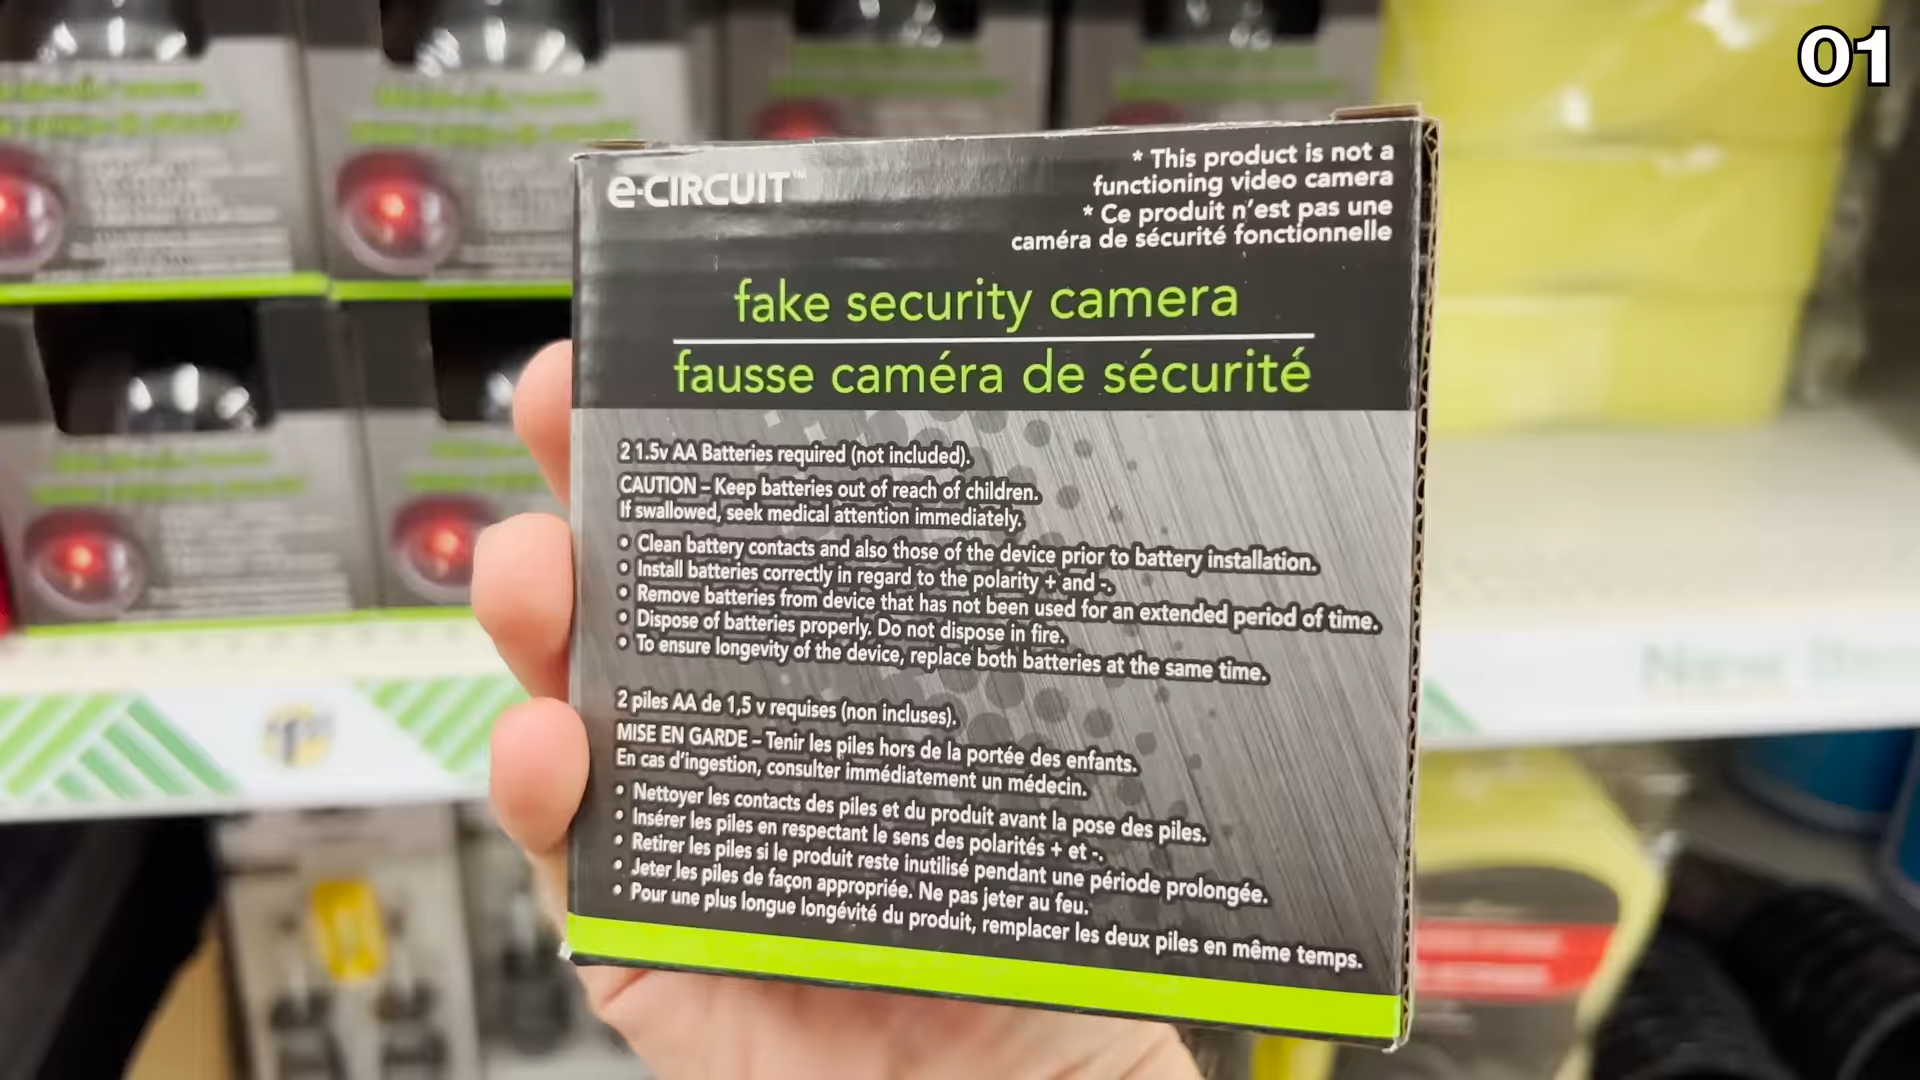 01
e·CIRCUIT™
* This product is not a
functioning video camera
* Ce produit n'est pas une
caméra de sécurité fonctionnelle
fake security camera
fausse caméra de sécurité
2 1.5v AA Batteries required (not included).
CAUTION – Keep batteries out of reach of children.
If swallowed, seek medical attention immediately.
• Clean battery contacts and also those of the device prior to battery installation.
• Install batteries correctly in regard to the polarity + and -.
• Remove batteries from device that has not been used for an extended period of time.
• Dispose of batteries properly. Do not dispose in fire.
• To ensure longevity of the device, replace both batteries at the same time.
2 piles AA de 1,5 v requises (non incluses).
MISE EN GARDE – Tenir les piles hors de la portée des enfants.
En cas d'ingestion, consulter immédiatement un médecin.
• Nettoyer les contacts des piles et du produit avant la pose des piles.
• Insérer les piles en respectant le sens des polarités + et -.
• Retirer les piles si le produit reste inutilisé pendant une période prolongée.
• Jeter les piles de façon appropriée. Ne pas jeter au feu.
• Pour une plus longue longévité du produit, remplacer les deux piles en même temps.